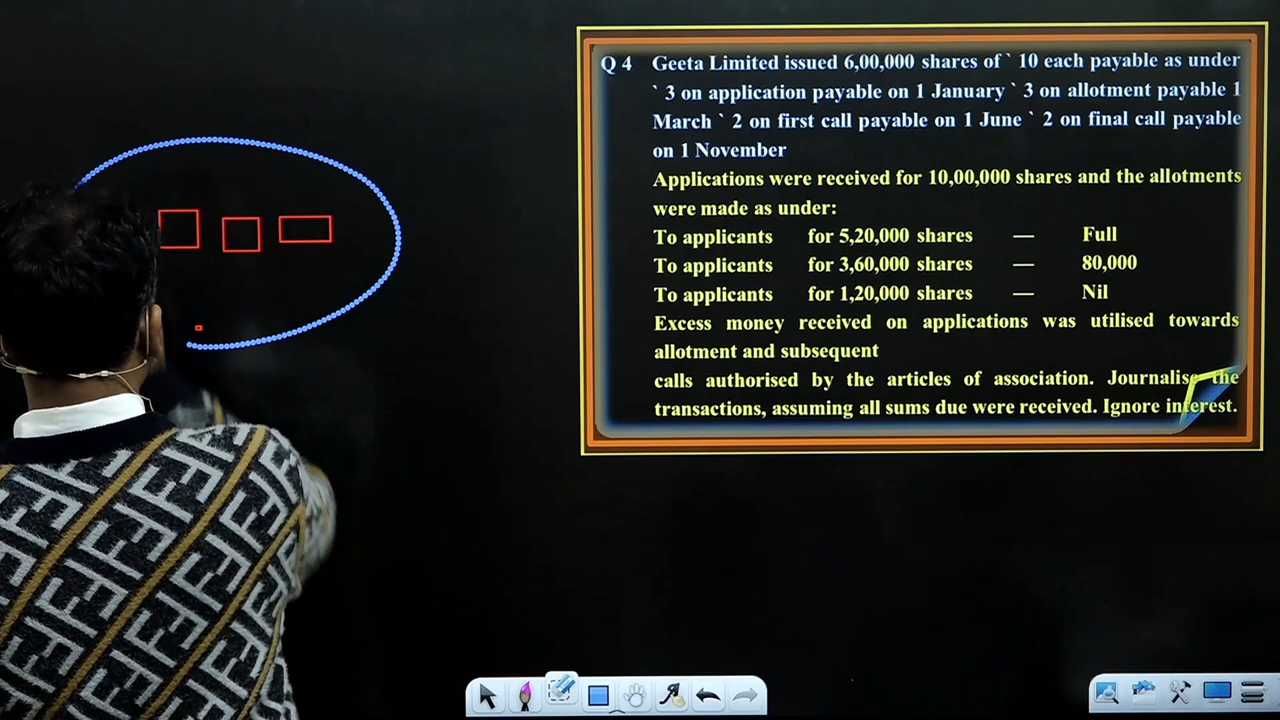 Q 4 Geeta Limited issued 6,00,000 shares of ` 10 each payable as under
` 3 on application payable on 1 January ` 3 on allotment payable 1
March ` 2 on first call payable on 1 June ` 2 on final call payable
on 1 November
Applications were received for 10,00,000 shares and the allotments
were made as under:
To applicants for 5,20,000 shares — Full
To applicants for 3,60,000 shares — 80,000
To applicants for 1,20,000 shares — Nil
Excess money received on applications was utilised towards
allotment and subsequent
calls authorised by the articles of association. Journalise the
transactions, assuming all sums due were received. Ignore interest.